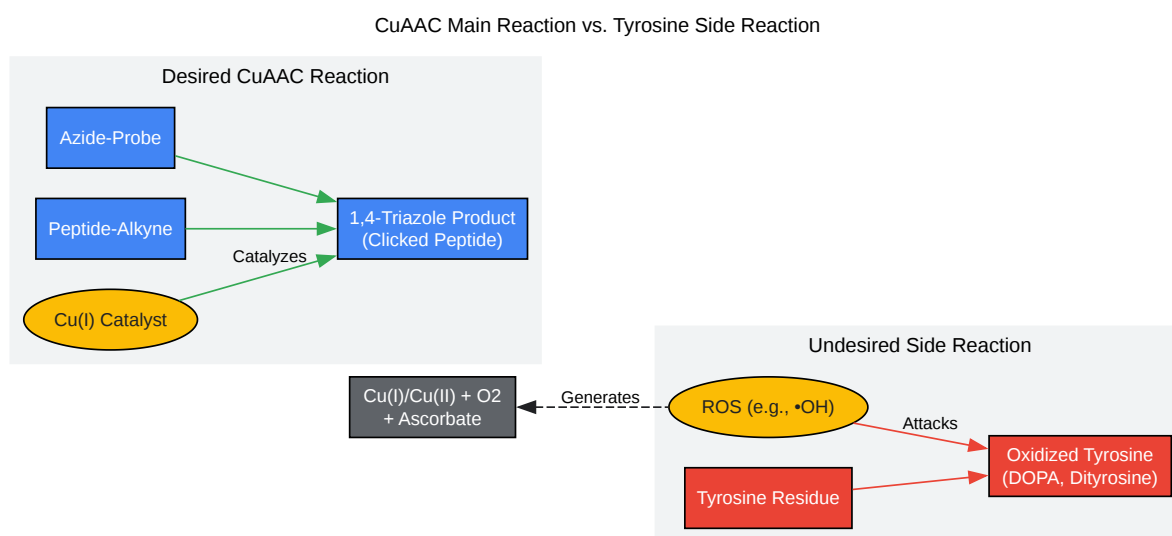 CuAAC Main Reaction vs. Tyrosine Side Reaction
Desired CuAAC Reaction
Azide-Probe
Peptide-Alkyne
1,4-Triazole Product
(Clicked Peptide)
Catalyzes
Cu(I) Catalyst
Undesired Side Reaction
Cu(I)/Cu(II) + O2
+ Ascorbate
Generates
ROS (e.g., •OH)
Attacks
Oxidized Tyrosine
(DOPA, Dityrosine)
Tyrosine Residue